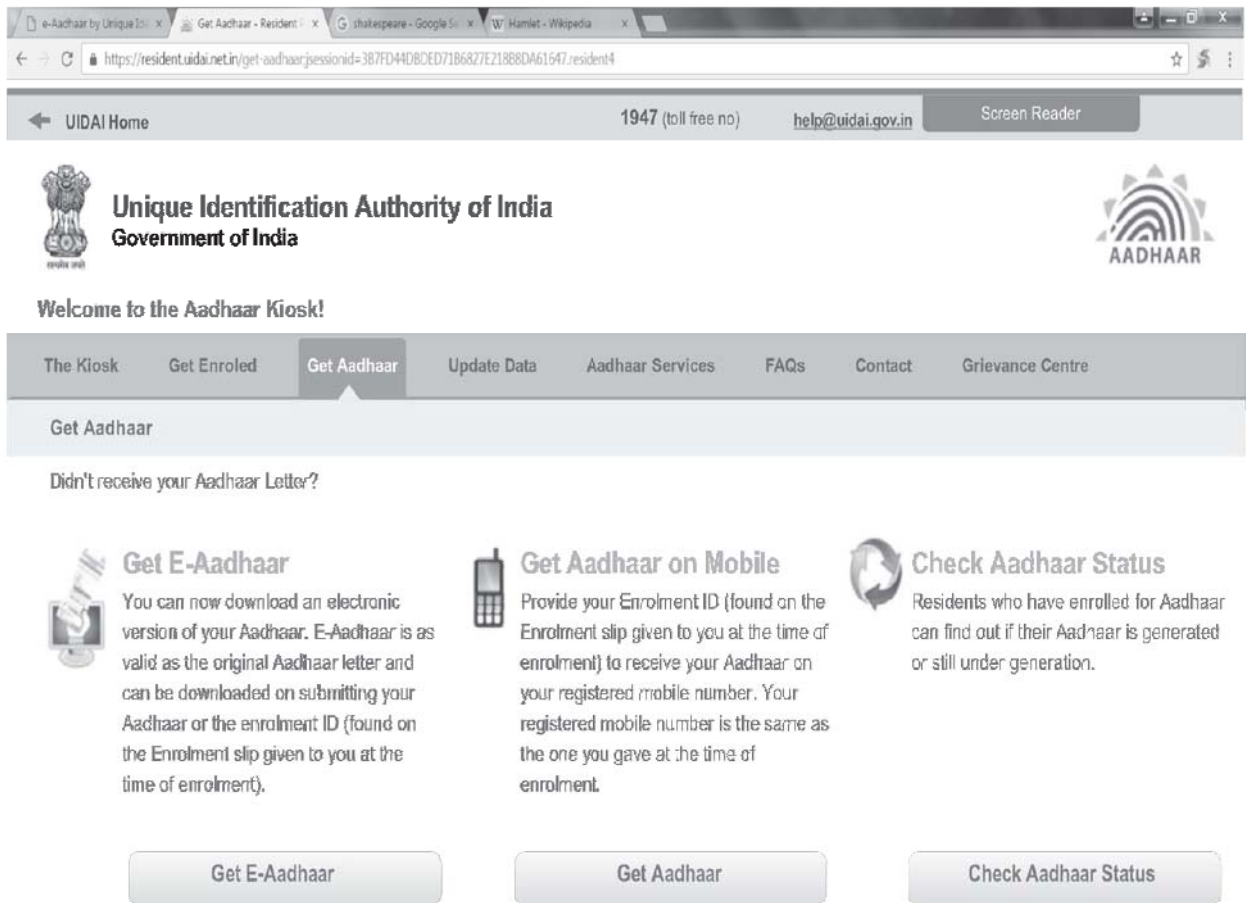 e-Aadhaar by Unique Id
Get Aadhaar - Resident
shakespeare - Google Se
Hamlet - Wikipedia
https://resident.uidai.net.in/get-aadhaar;jsessionid=3B7FD44DBDED71B6827E218B8DA61647.resident4
UIDAI Home
1947 (toll free no)
help@uidai.gov.in
Screen Reader
Unique Identification Authority of India
Government of India
सत्यमेव जयते
AADHAAR
Welcome to the Aadhaar Kiosk!
The Kiosk Get Enroled Get Aadhaar Update Data Aadhaar Services FAQs Contact Grievance Centre
Get Aadhaar
Didn't receive your Aadhaar Letter?
Get E-Aadhaar
You can now download an electronic
version of your Aadhaar. E-Aadhaar is as
valid as the original Aadhaar letter and
can be downloaded on submitting your
Aadhaar or the enrolment ID (found on
the Enrolment slip given to you at the
time of enrolment).
Get E-Aadhaar
Get Aadhaar on Mobile
Provide your Enrolment ID (found on the
Enrolment slip given to you at the time of
enrolment) to receive your Aadhaar on
your registered mobile number. Your
registered mobile number is the same as
the one you gave at the time of
enrolment.
Get Aadhaar
Check Aadhaar Status
Residents who have enrolled for Aadhaar
can find out if their Aadhaar is generated
or still under generation.
Check Aadhaar Status